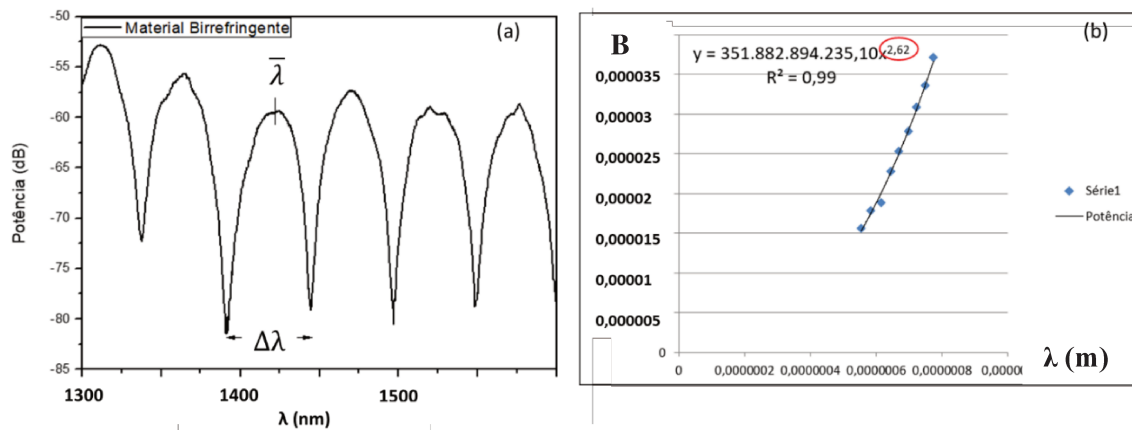 -50
-55
-60
-65
-70
-75
-80
-85
Potência (dB)
Material Birrefringente
(a)
λ̅
Δλ
1300
1400
1500
λ (nm)
(b)
B
y = 351.882.894.235,10x^2,62
R² = 0,99
0,000035
0,00003
0,000025
0,00002
0,000015
0,00001
0,000005
0
0
0,0000002
0,0000004
0,0000006
0,0000008
λ (m)
Série1
Potência